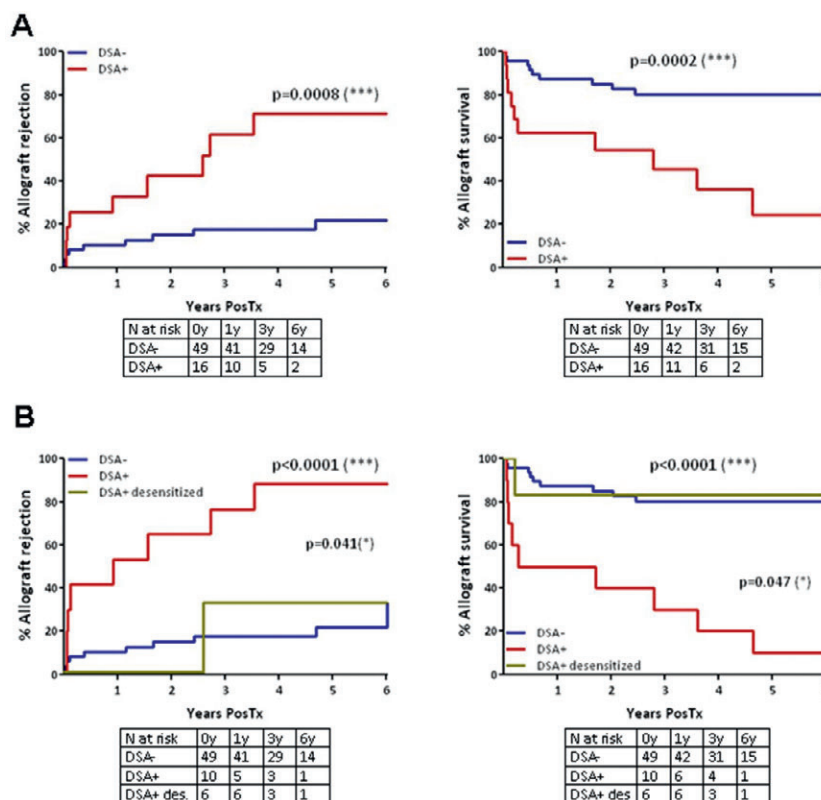 A
DSA-
DSA+
p=0.0008 (***)
% Allograft rejection
100
80
60
40
20
0
1 2 3 4 5 6
Years PosTx
N at risk 0y 1y 3y 6y
DSA- 49 41 29 14
DSA+ 16 10 5 2
p=0.0002 (***)
% Allograft survival
100
80
60
40
20
0
DSA-
DSA+
1 2 3 4 5
Years PosTx
N at risk 0y 1y 3y 6y
DSA- 49 42 31 15
DSA+ 16 11 6 2
B
DSA-
DSA+
DSA+ desensitized
p<0.0001 (***)
p=0.041(*)
% Allograft rejection
100
80
60
40
20
0
1 2 3 4 5 6
Years PosTx
N at risk 0y 1y 3y 6y
DSA- 49 41 29 14
DSA+ 10 5 3 1
DSA+ des. 6 6 3 1
p<0.0001 (***)
p=0.047 (*)
% Allograft survival
100
80
60
40
20
0
DSA-
DSA+
DSA+ desensitized
1 2 3 4 5
Years PosTx
N at risk 0y 1y 3y 6y
DSA- 49 42 31 15
DSA+ 10 6 4 1
DSA+ des 6 6 3 1